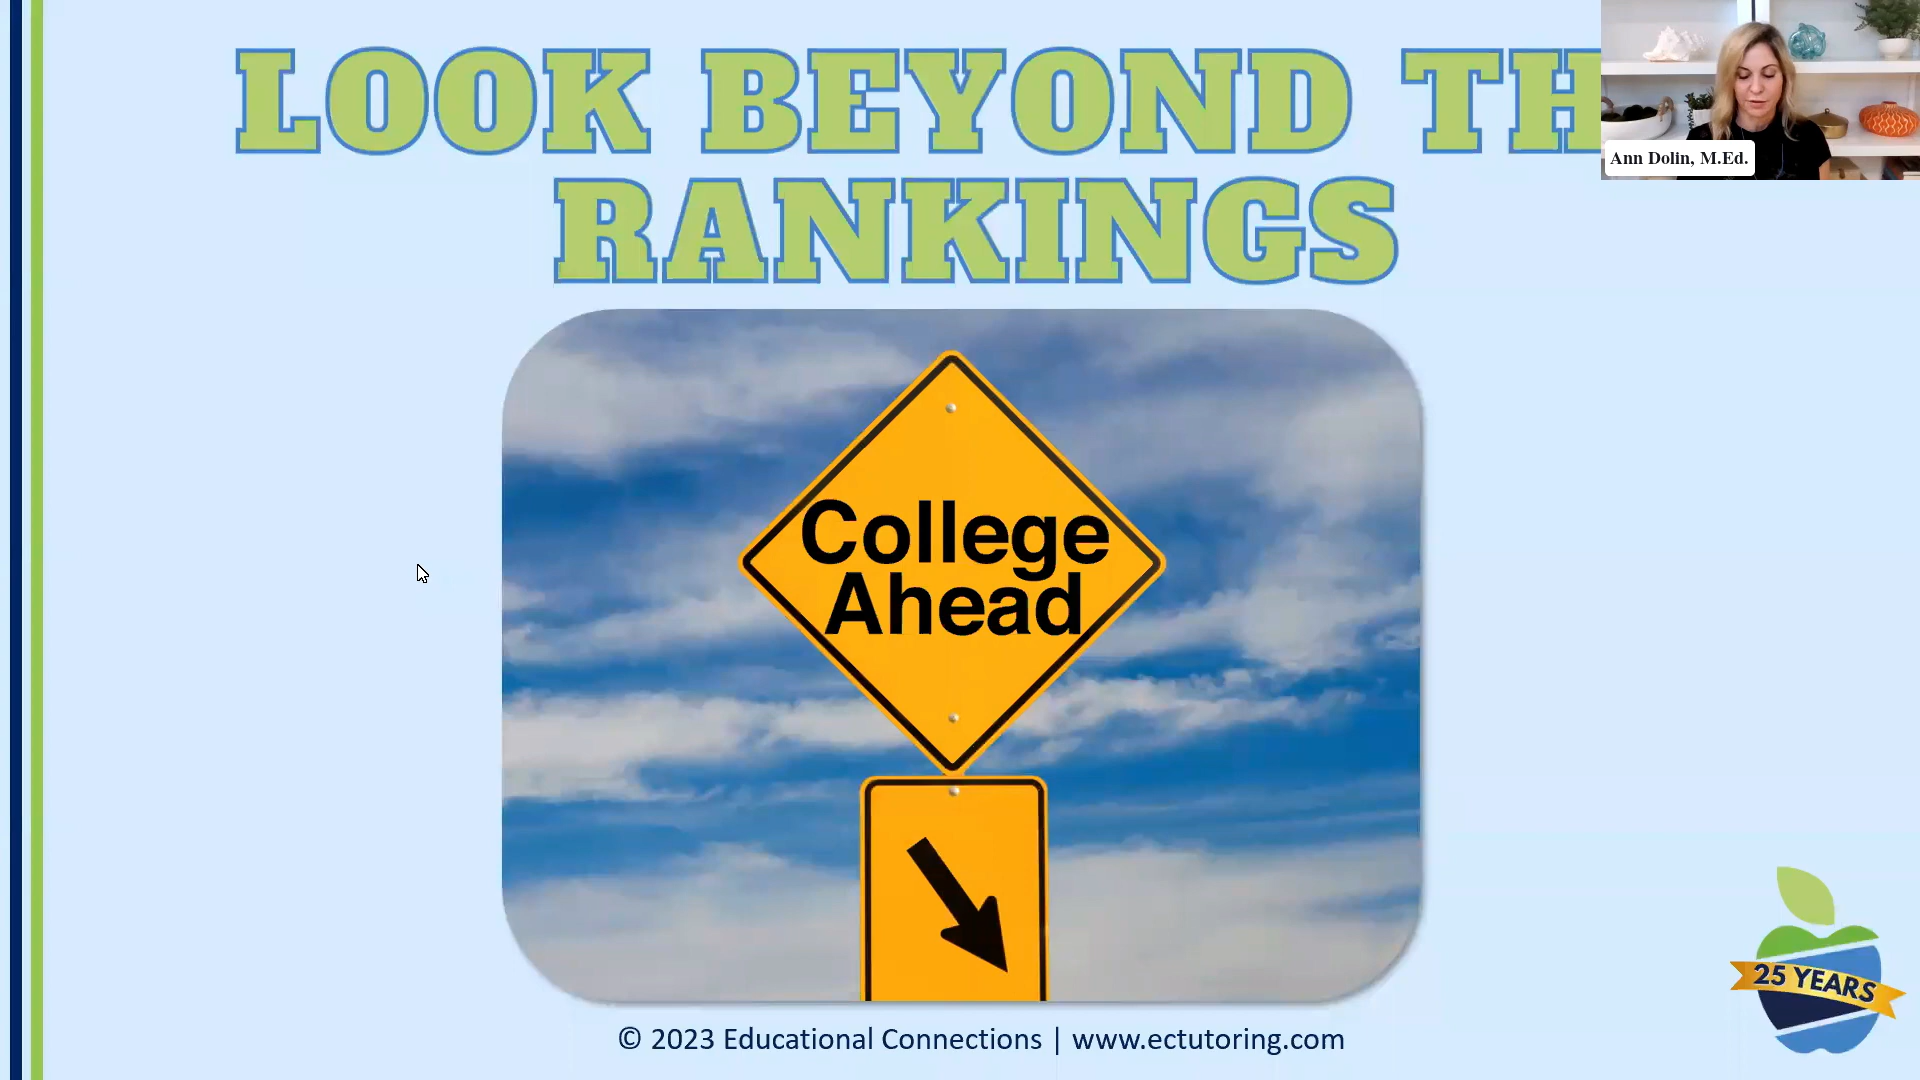 LOOK BEYOND TH
RANKINGS
Ann Dolin, M.Ed.
College
Ahead
25 YEARS
© 2023 Educational Connections | www.ectutoring.com